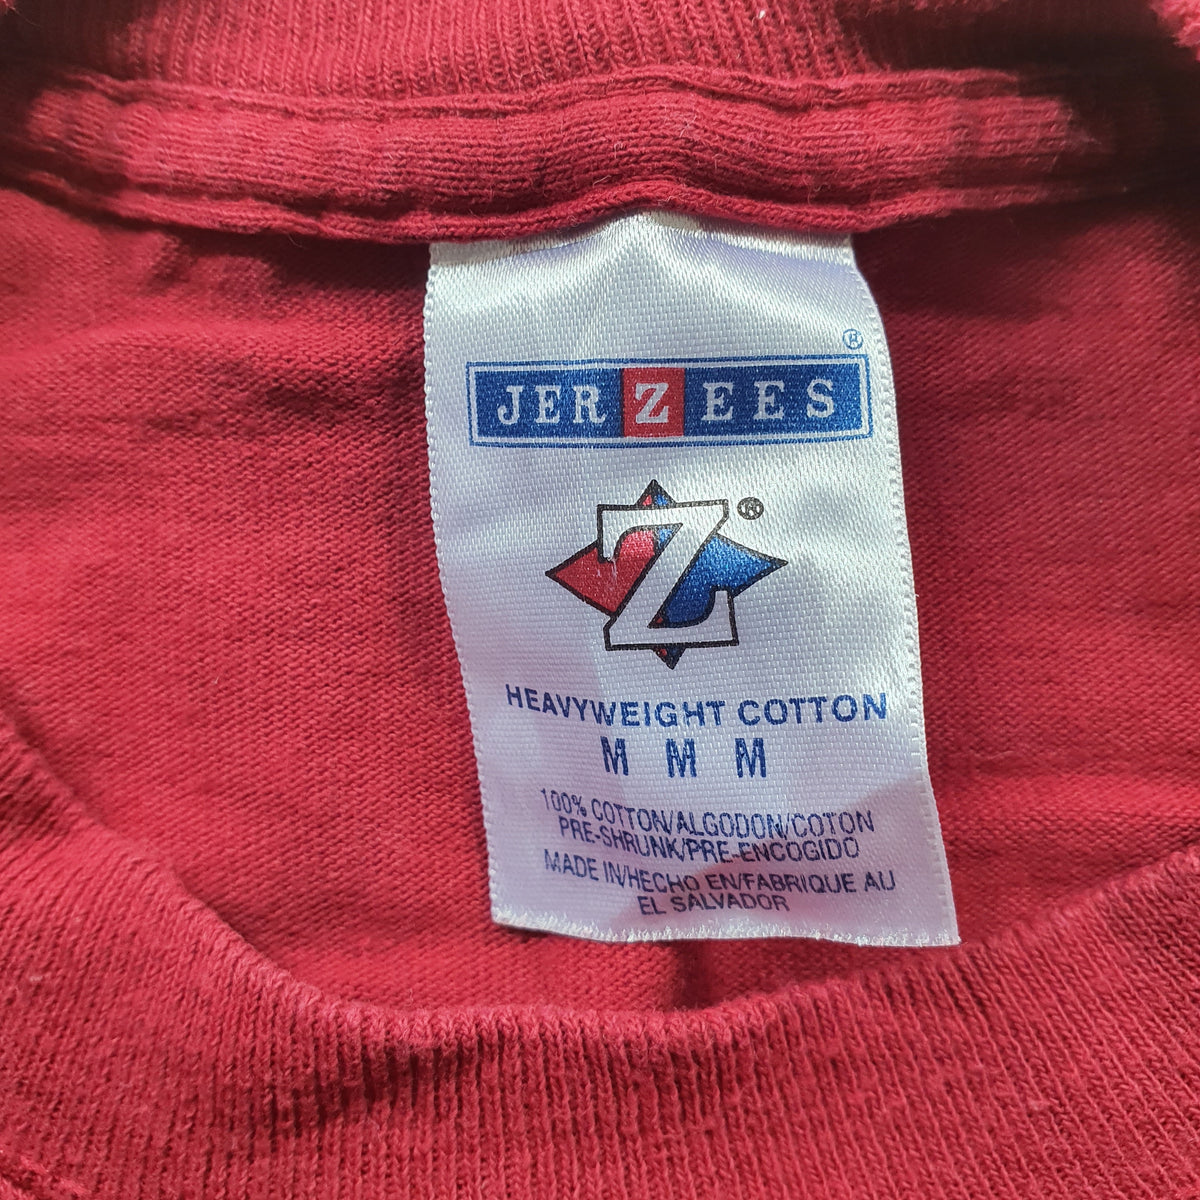 JERZEES®
Z®
HEAVYWEIGHT COTTON
M M M
100% COTTON/ALGODON/COTON
PRE-SHRUNK/PRE-ENCOGIDO
MADE IN/HECHO EN/FABRIQUE AU
EL SALVADOR